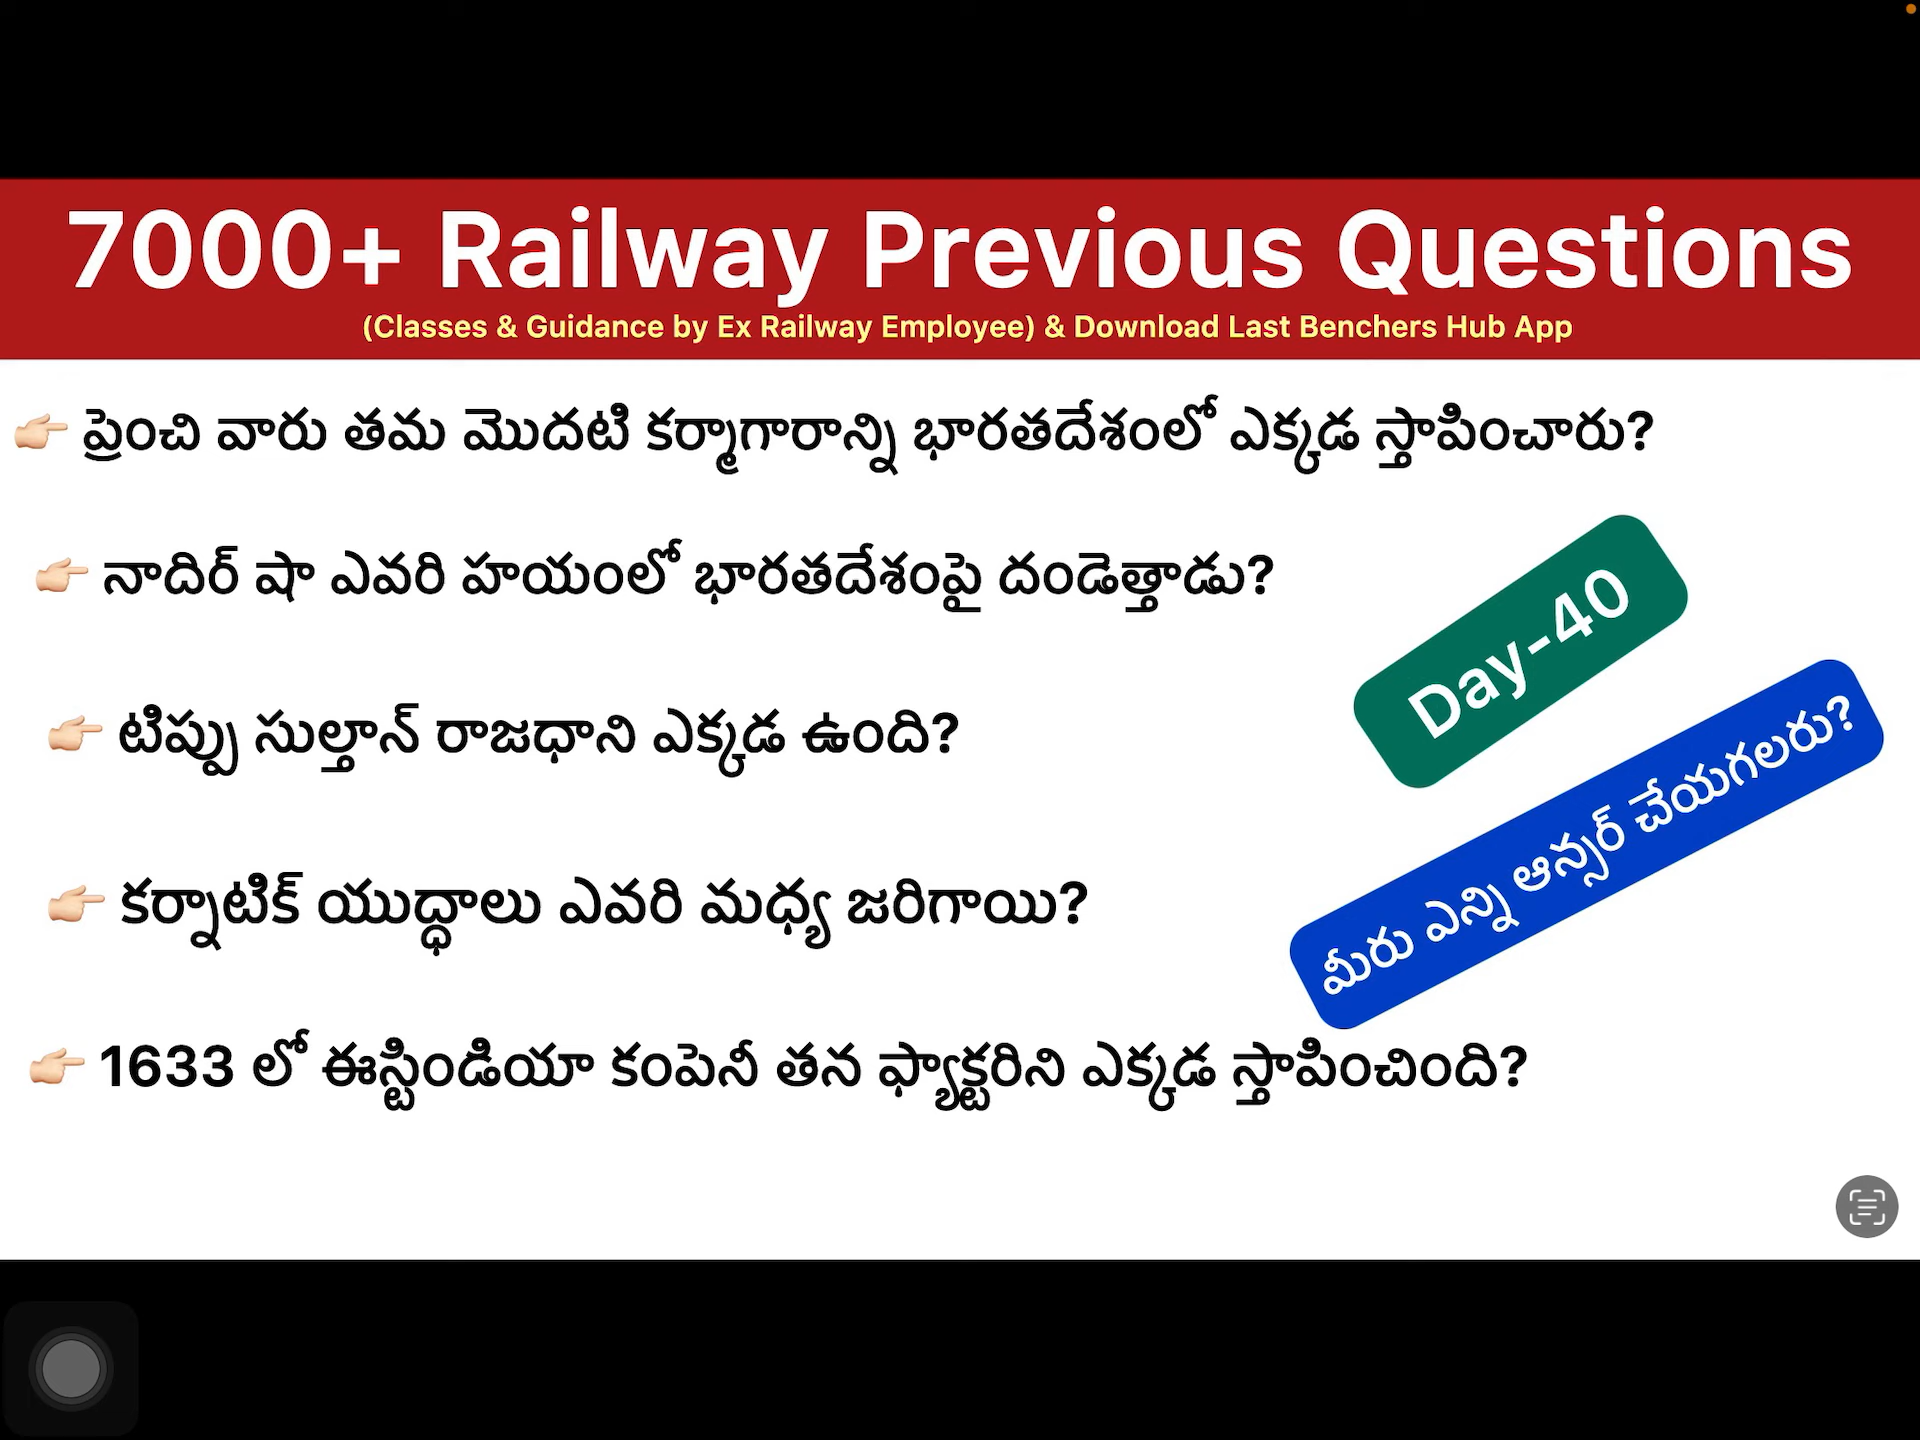 7000+ Railway Previous Questions
(Classes & Guidance by Ex Railway Employee) & Download Last Benchers Hub App
👉🏻 ప్రెంచి వారు తమ మొదటి కర్మాగారాన్ని భారతదేశంలో ఎక్కడ స్తాపించారు?
👉🏻 నాదిర్ షా ఎవరి హయంలో భారతదేశంపై దండెత్తాడు?
Day-40
👉🏻 టిప్పు సుల్తాన్ రాజధాని ఎక్కడ ఉంది?
మీరు ఎన్ని ఆన్సర్ చేయగలరు?
👉🏻 కర్నాటిక్ యుద్ధాలు ఎవరి మధ్య జరిగాయి?
👉🏻 1633 లో ఈస్టిండియా కంపెనీ తన ఫ్యాక్టరిని ఎక్కడ స్తాపించింది?